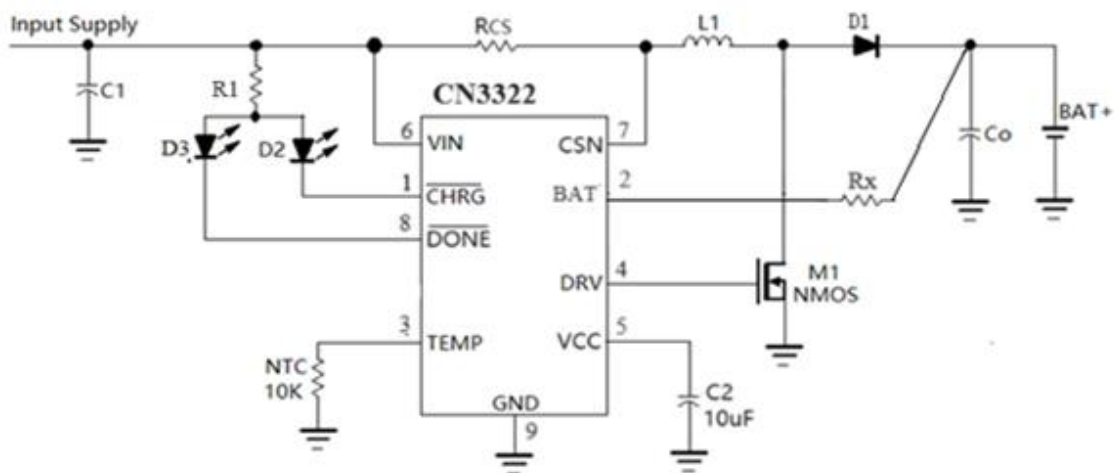 Input Supply
RCS
L1
D1
C1
R1
CN3322
BAT+
D3
D2
6
VIN
CSN
7
Co
1
CHRG
BAT
2
Rx
8
DONE
DRV
4
M1
NMOS
3
TEMP
VCC
5
NTC
10K
C2
10uF
GND
9